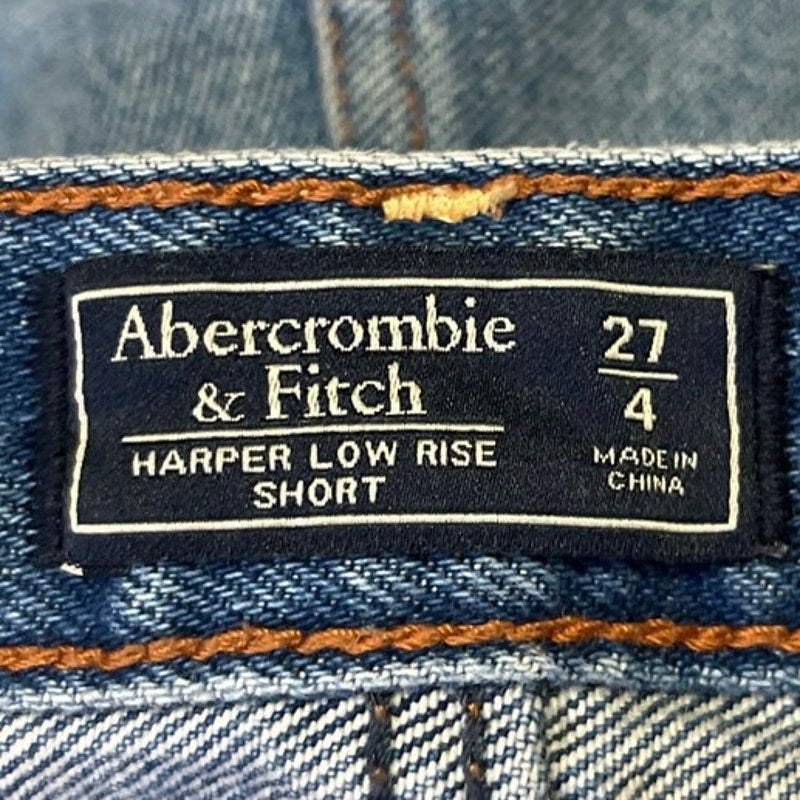 Abercrombie
& Fitch
HARPER LOW RISE
SHORT
27
4
MADE IN
CHINA